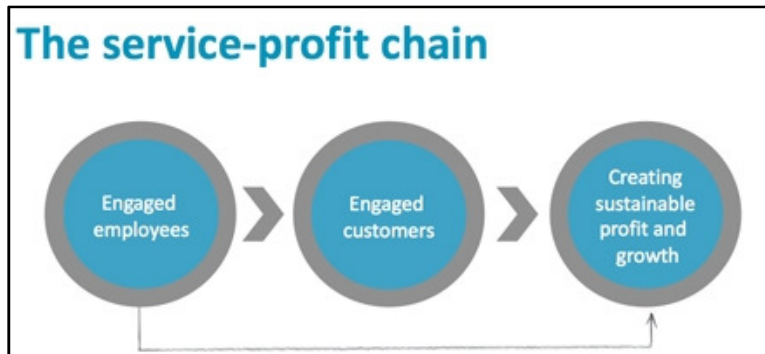 The service-profit chain
Engaged
employees
Engaged
customers
Creating
sustainable
profit and
growth